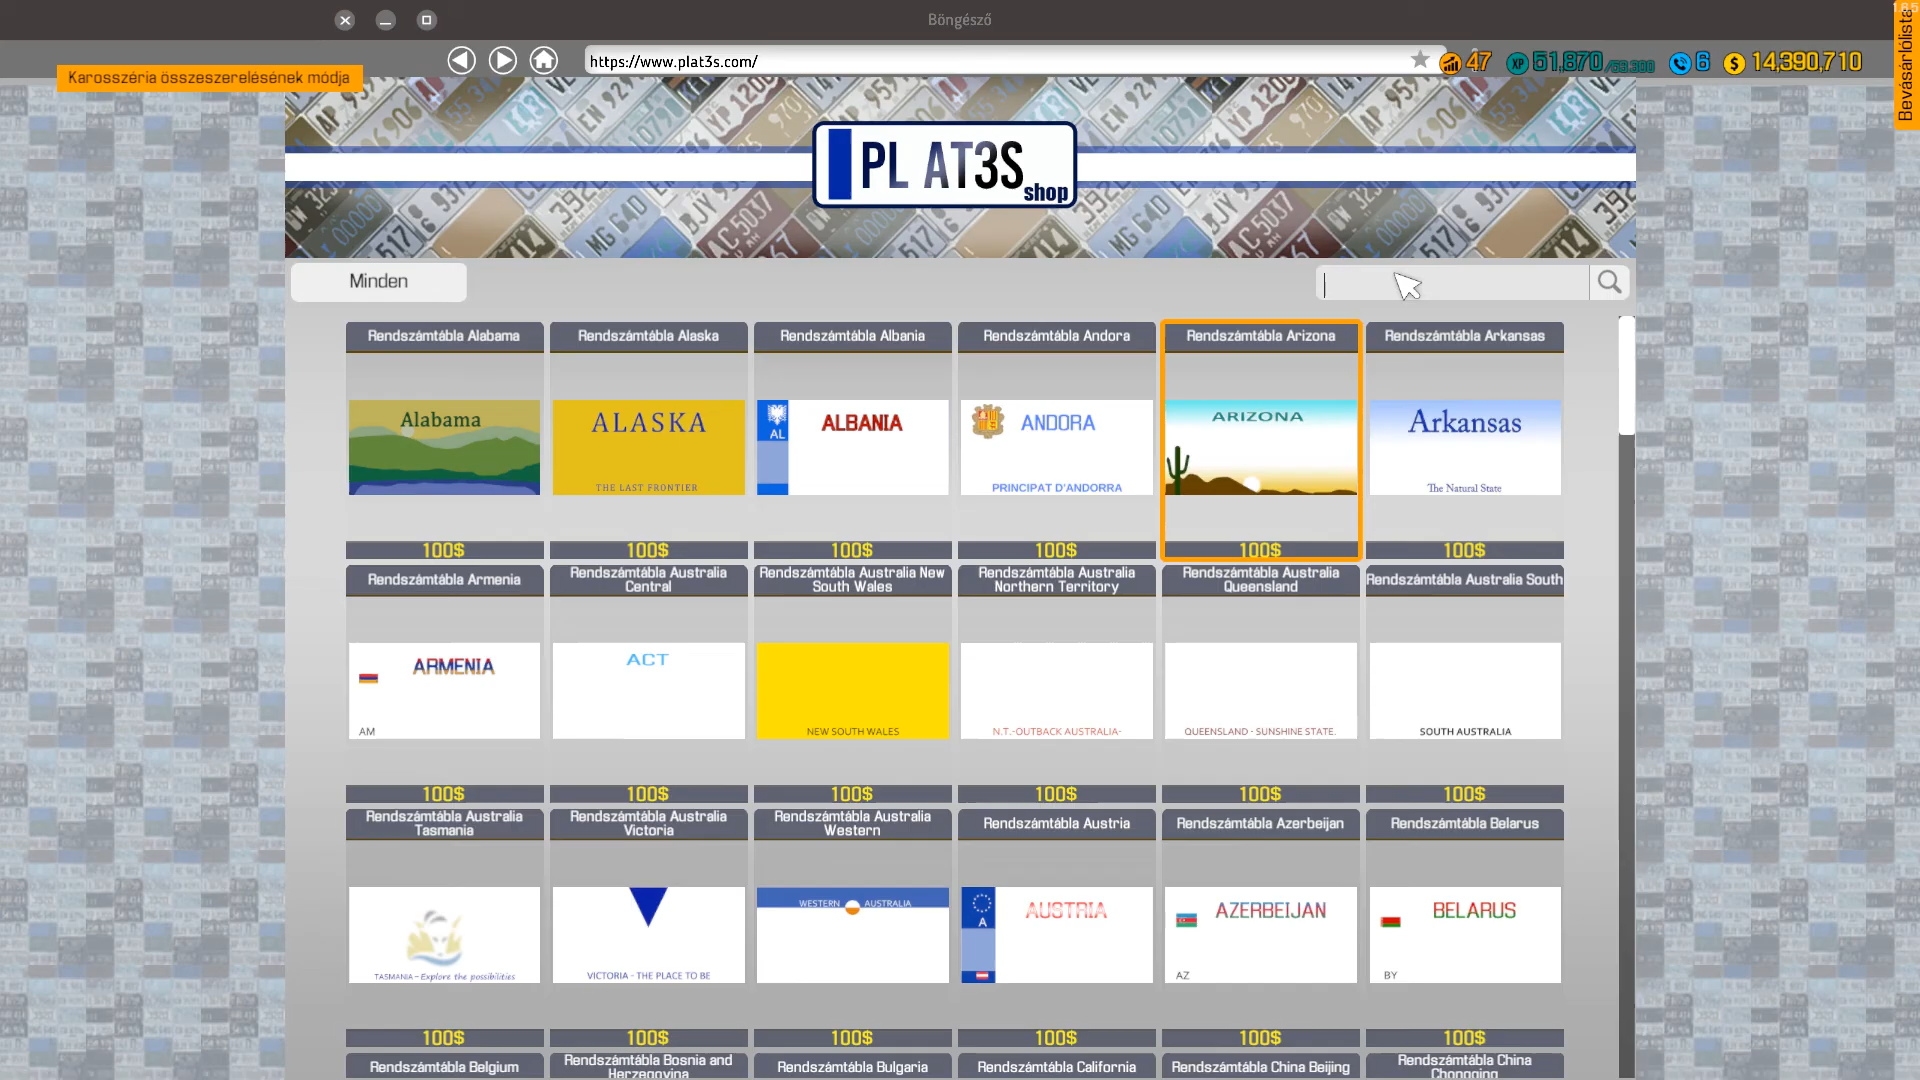 Böngésző
165
Karosszéria összeszerelésének módja
https://www.plat3s.com/
47
XP 51,870
6
$ 14,390,710
Bevásárlólista
PL AT3S
shop
Minden
Rendszámtábla Alabama
Rendszámtábla Alaska
Rendszámtábla Albania
Rendszámtábla Andora
Rendszámtábla Arizona
Rendszámtábla Arkansas
Alabama
ALASKA
THE LAST FRONTIER
AL
ALBANIA
ANDORA
PRINCIPAT D'ANDORRA
ARIZONA
Arkansas
The Natural State
100$
100$
100$
100$
100$
100$
Rendszámtábla Armenia
Rendszámtábla Australia
Central
Rendszámtábla Australia New
South Wales
Rendszámtábla Australia
Northern Territory
Rendszámtábla Australia
Queensland
Rendszámtábla Australia South
ARMENIA
AM
ACT
NEW SOUTH WALES
N.T.-OUTBACK AUSTRALIA-
QUEENSLAND - SUNSHINE STATE.
SOUTH AUSTRALIA
100$
100$
100$
100$
100$
100$
Rendszámtábla Australia
Tasmania
Rendszámtábla Australia
Victoria
Rendszámtábla Australia
Western
Rendszámtábla Austria
Rendszámtábla Azerbeijan
Rendszámtábla Belarus
TASMANIA - Explore the possibilities
VICTORIA - THE PLACE TO BE
WESTERN AUSTRALIA
A
AUSTRIA
AZERBEIJAN
AZ
BELARUS
BY
100$
100$
100$
100$
100$
100$
Rendszámtábla Belgium
Rendszámtábla Bosnia and
Herzegovina
Rendszámtábla Bulgaria
Rendszámtábla California
Rendszámtábla China Beijing
Rendszámtábla China
Chongqing